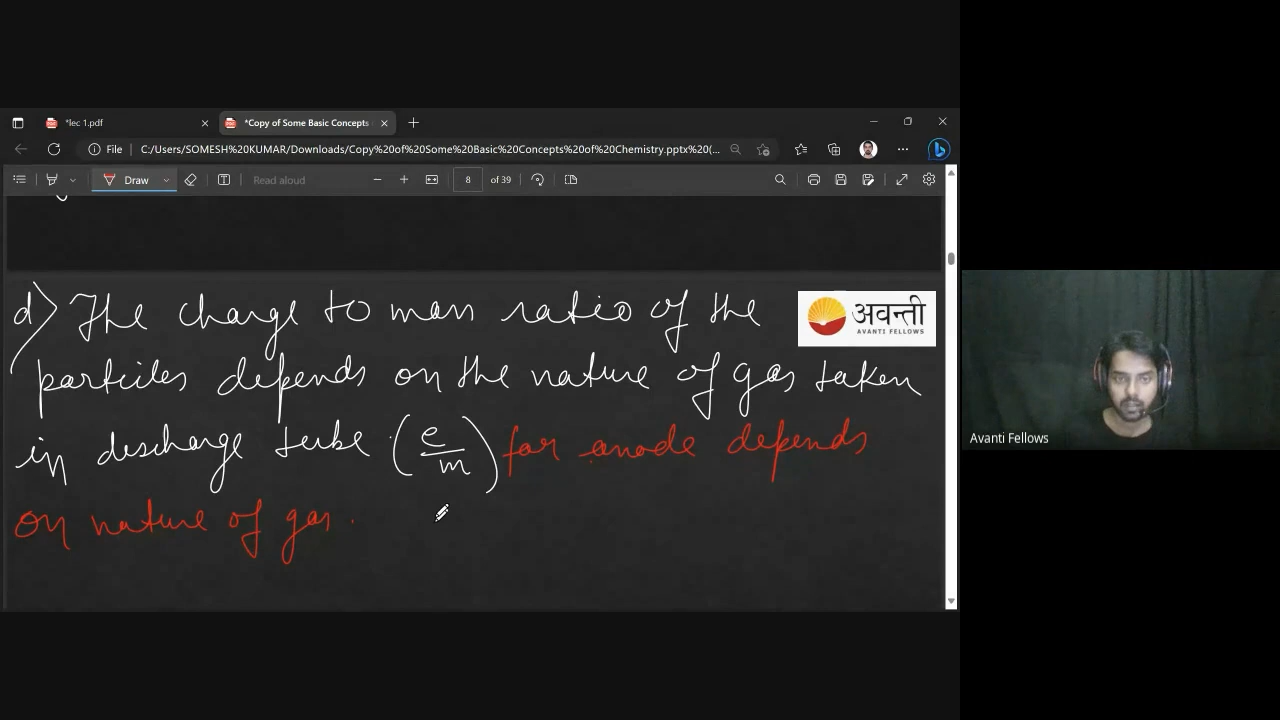 *lec 1.pdf
*Copy of Some Basic Concepts
File
C:/Users/SOMESH%20KUMAR/Downloads/Copy%20of%20Some%20Basic%20Concepts%20of%20Chemistry.pptx%20(...
Draw
Read aloud
8 of 39
d) The charge to mass ratio of the
particles depends on the nature of gas taken
in discharge tube (e/m) for anode depends
on nature of gas.
अवन्ती
AVANTI FELLOWS
Avanti Fellows